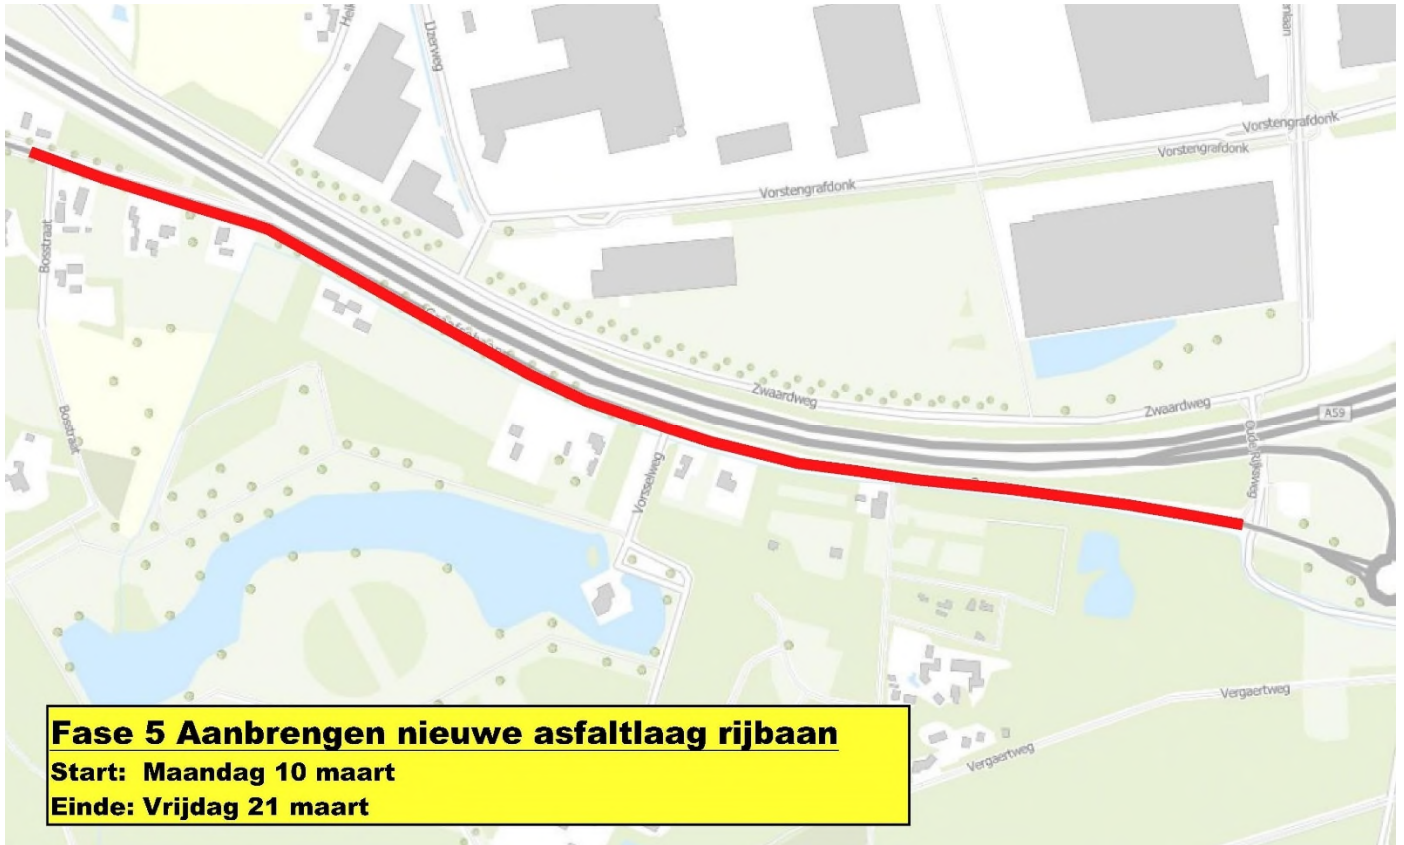 IJzerweg
Vorstengrafdonk
Vorstengrafdonk
Vorstengrafdonk
Bosstraat
Zwaardweg
Zwaardweg
A59
Bosstraat
Oude Rijksweg
Vorsselweg
Vergaertweg
Vergaertweg
Fase 5 Aanbrengen nieuwe asfaltlaag rijbaan
Start: Maandag 10 maart
Einde: Vrijdag 21 maart